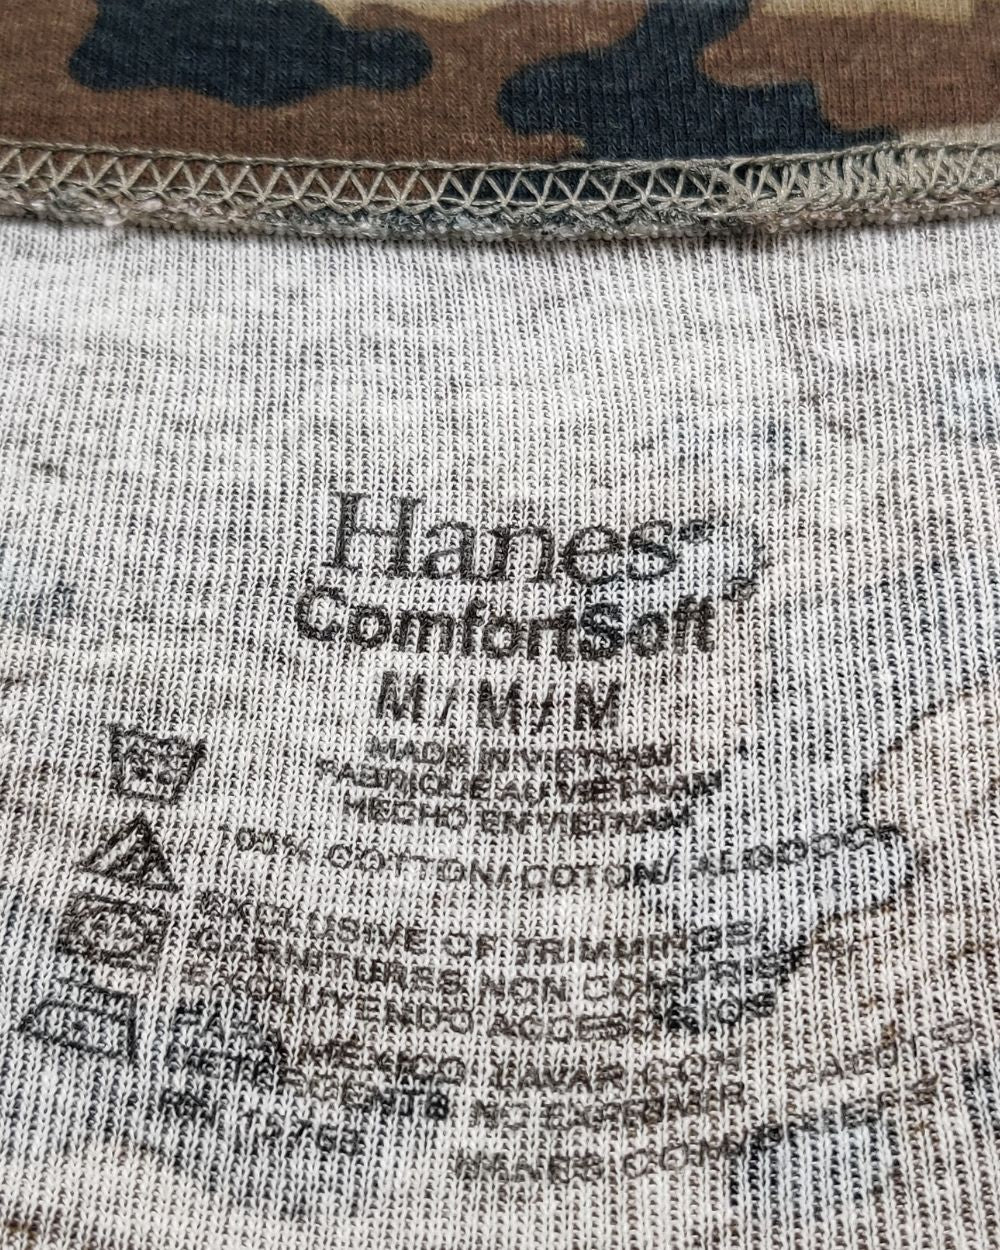 Hanes®
ComfortSoft®
M / M / M
MADE IN VIETNAM
FABRIQUÉ AU VIETNAM
HECHO EN VIETNAM
100% COTTON/ COTON/ ALGODON
EXCLUSIVE OF TRIMMINGS/
GARNITURES NON COMPRISES/
EXCLUYENDO ACCESORIOS
PARA MEXICO LAVAR CON
DETERGENTE NO EXPRIMIR
RN 15763 HANES COMPANIES